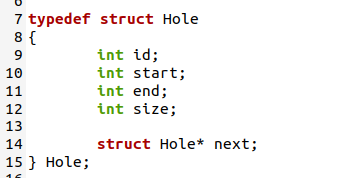 7 typedef struct Hole
8 {
9         int id;
10         int start;
11         int end;
12         int size;
13
14         struct Hole* next;
15 } Hole;